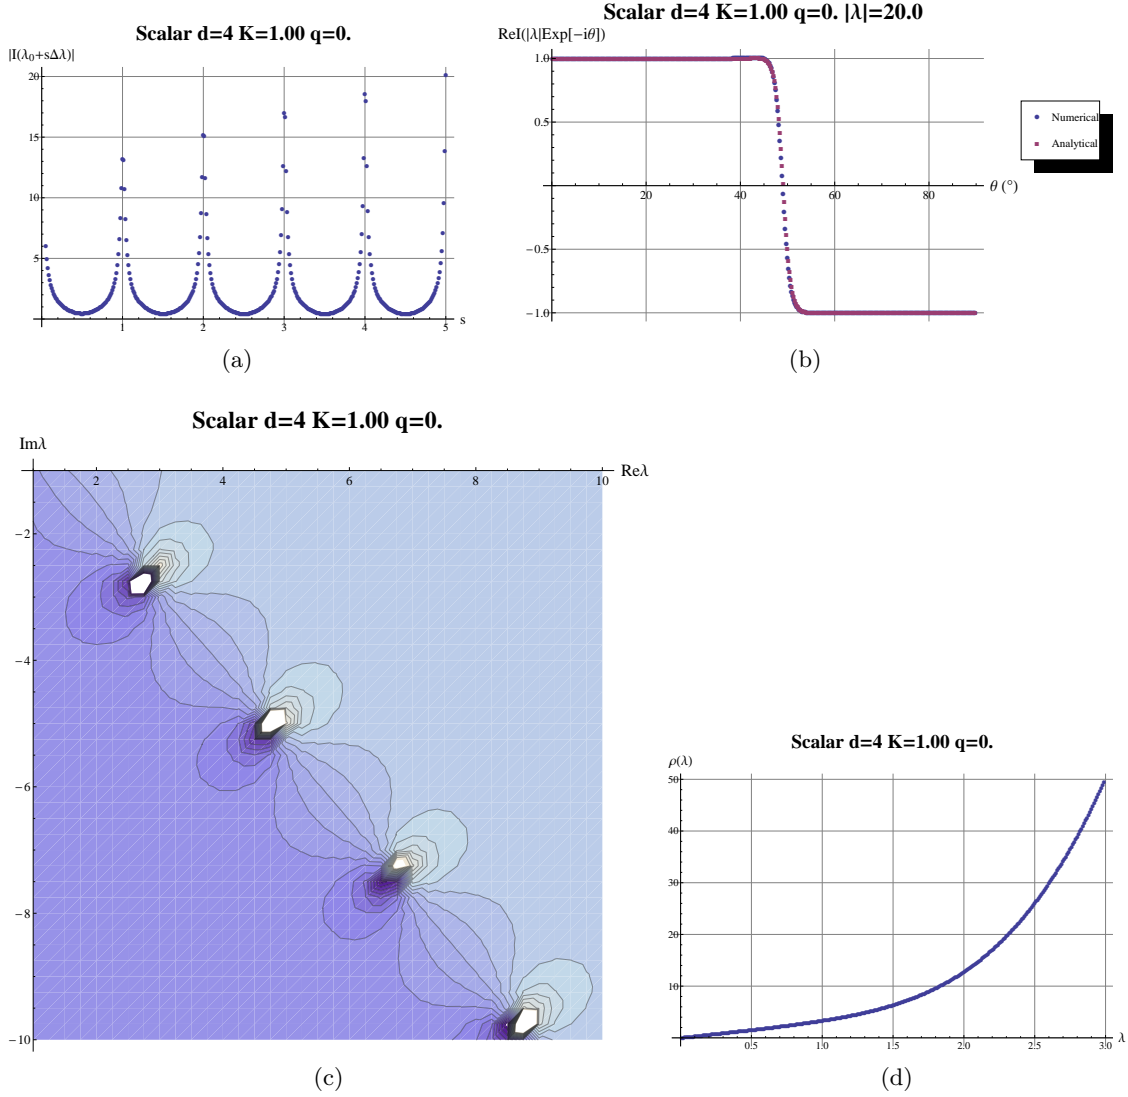 Scalar d=4 K=1.00 q=0.
|I(λ₀+sΔλ)|
20
15
10
5
1
2
3
4
5
s
(a)
Scalar d=4 K=1.00 q=0. |λ|=20.0
ReI(|λ|Exp[−iθ])
1.0
0.5
−0.5
−1.0
20
40
60
80
θ (°)
Numerical
Analytical
(b)
Scalar d=4 K=1.00 q=0.
Imλ
Reλ
2
4
6
8
10
−2
−4
−6
−8
−10
(c)
Scalar d=4 K=1.00 q=0.
ρ(λ)
50
40
30
20
10
0
0.5
1.0
1.5
2.0
2.5
3.0
λ
(d)